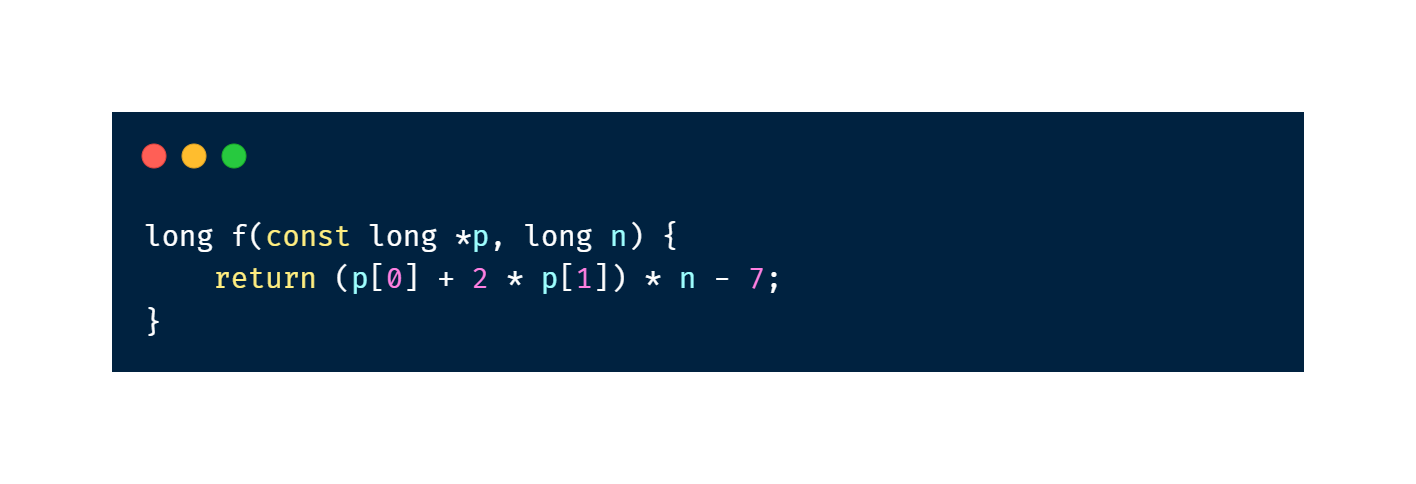 long f(const long *p, long n) {
    return (p[0] + 2 * p[1]) * n - 7;
}